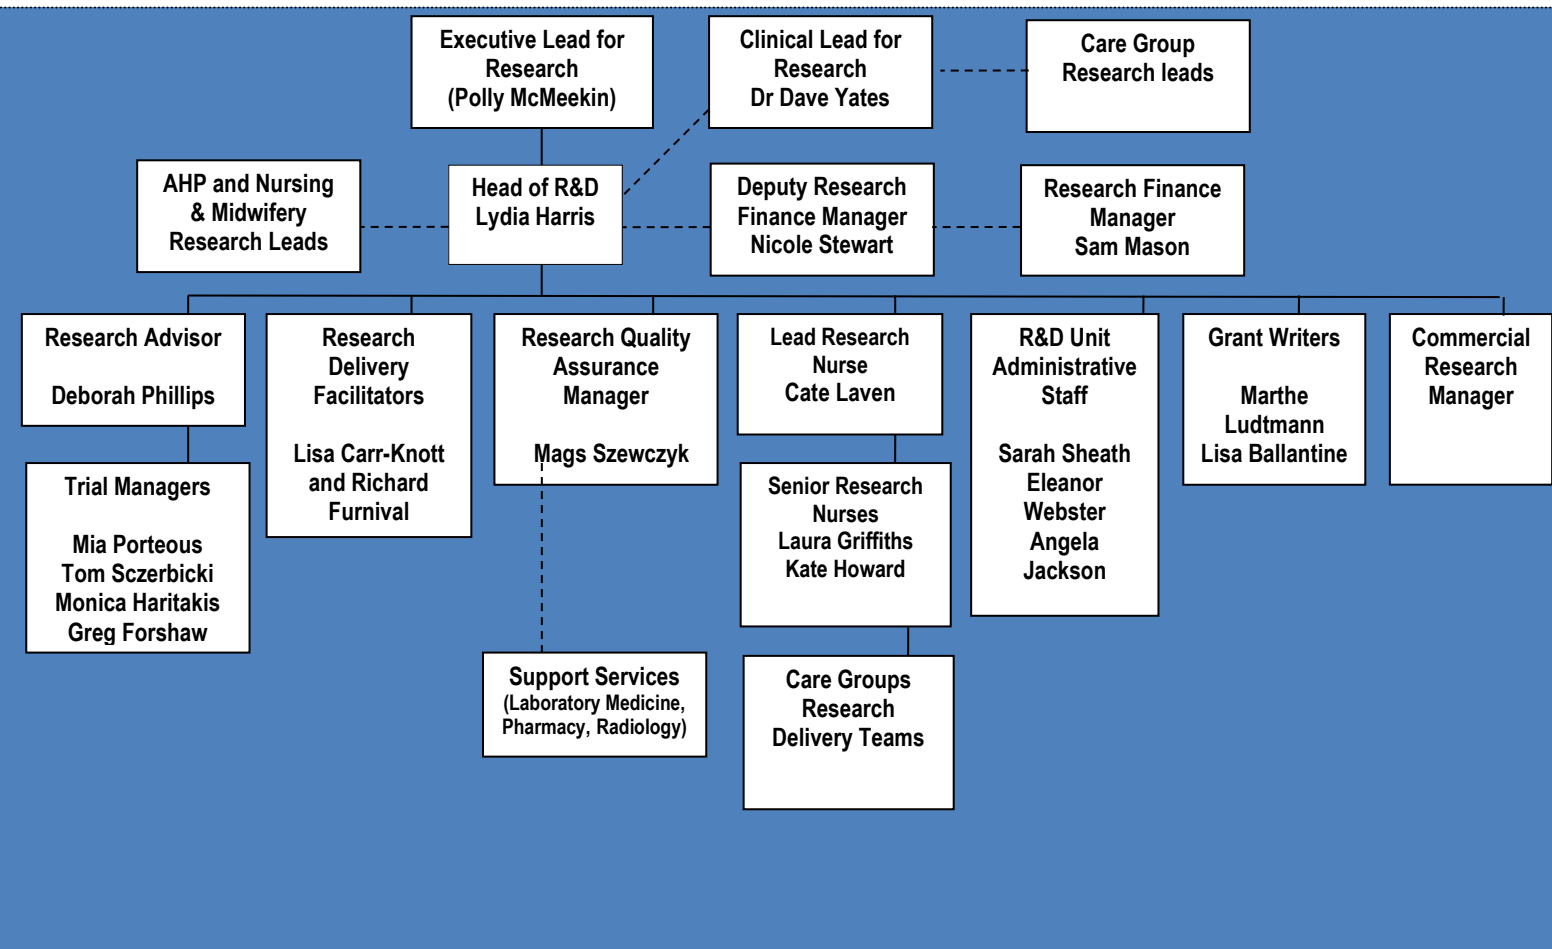 Executive Lead for
Research
(Polly McMeekin)
Clinical Lead for
Research
Dr Dave Yates
Care Group
Research leads
AHP and Nursing
& Midwifery
Research Leads
Head of R&D
Lydia Harris
Deputy Research
Finance Manager
Nicole Stewart
Research Finance
Manager
Sam Mason
Research Advisor
Deborah Phillips
Research
Delivery
Facilitators
Lisa Carr-Knott
and Richard
Furnival
Research Quality
Assurance
Manager
Mags Szewczyk
Lead Research
Nurse
Cate Laven
R&D Unit
Administrative
Staff
Sarah Sheath
Eleanor
Webster
Angela
Jackson
Grant Writers
Marthe
Ludtmann
Lisa Ballantine
Commercial
Research
Manager
Trial Managers
Mia Porteous
Tom Sczerbicki
Monica Haritakis
Greg Forshaw
Senior Research
Nurses
Laura Griffiths
Kate Howard
Support Services
(Laboratory Medicine,
Pharmacy, Radiology)
Care Groups
Research
Delivery Teams